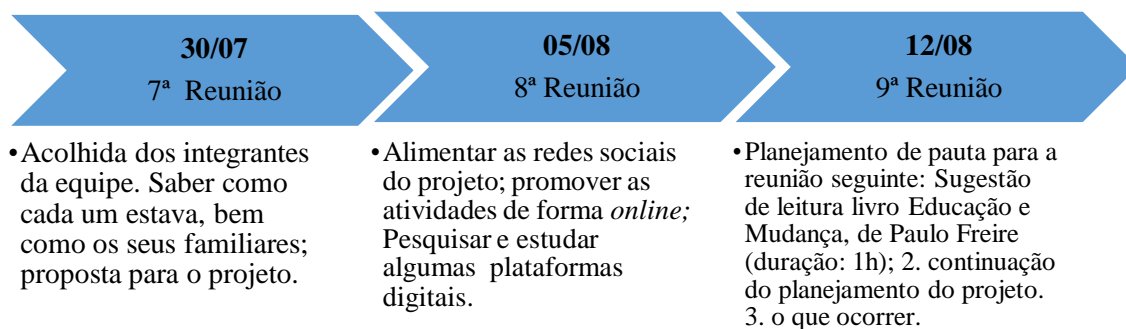 30/07
7ª Reunião
•Acolhida dos integrantes
da equipe. Saber como
cada um estava, bem
como os seus familiares;
proposta para o projeto.
05/08
8ª Reunião
•Alimentar as redes sociais
do projeto; promover as
atividades de forma online;
Pesquisar e estudar
algumas plataformas
digitais.
12/08
9ª Reunião
•Planejamento de pauta para a
reunião seguinte: Sugestão
de leitura livro Educação e
Mudança, de Paulo Freire
(duração: 1h); 2. continuação
do planejamento do projeto.
3. o que ocorrer.